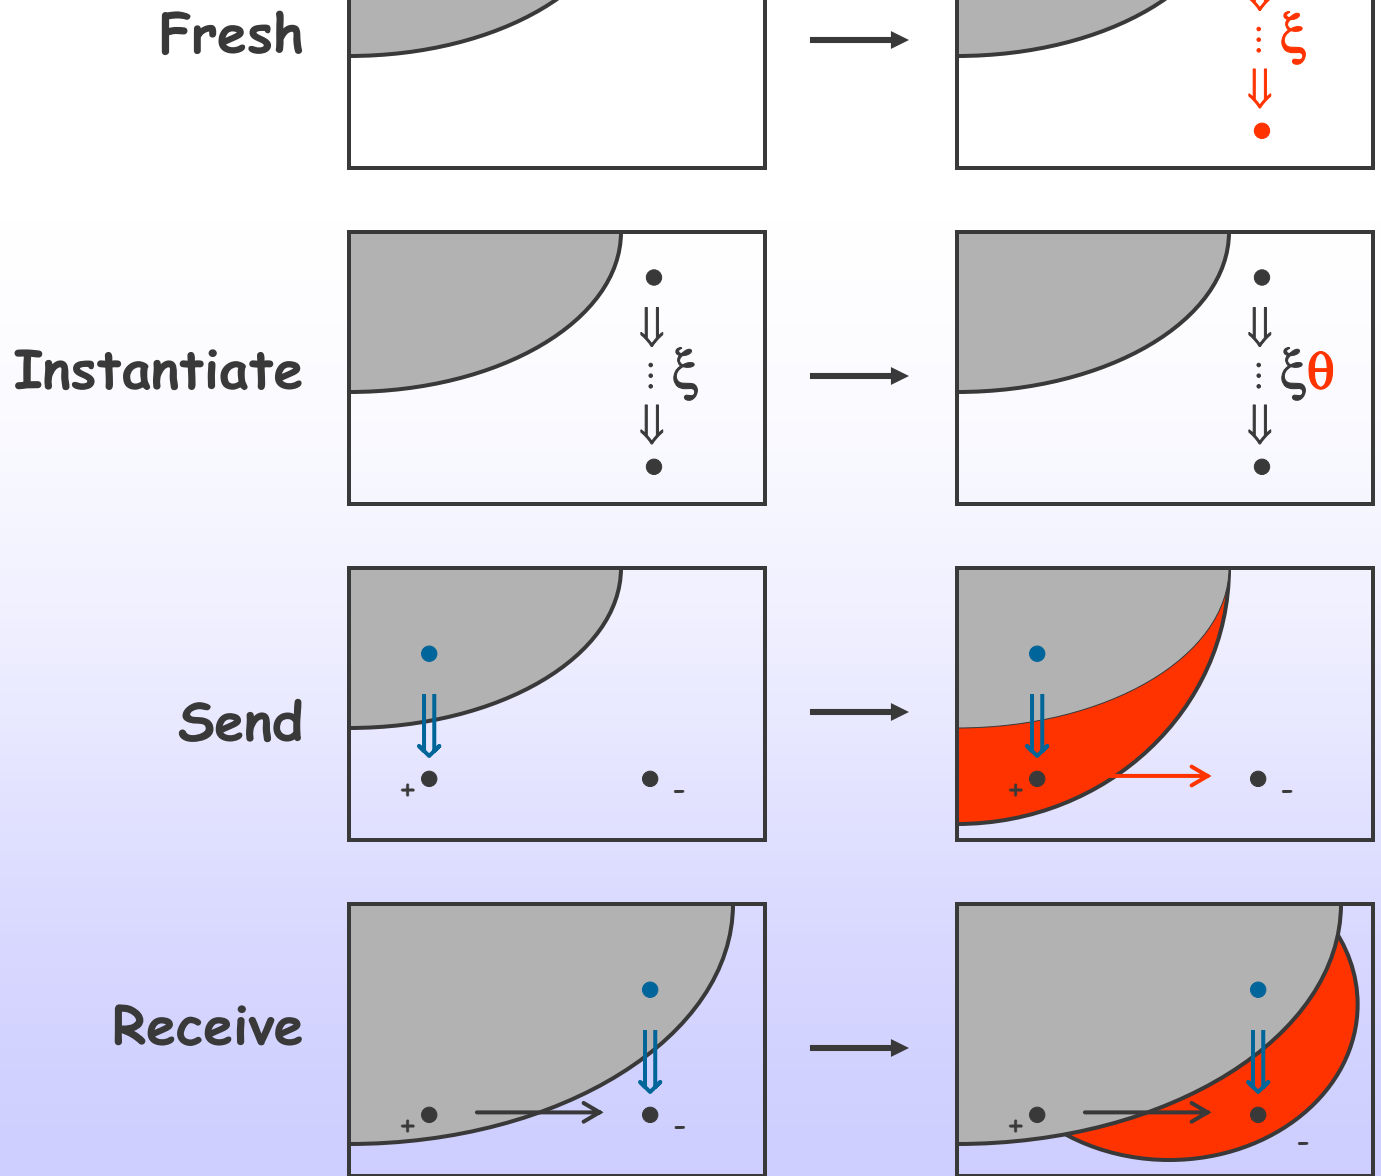 Fresh
⋮ ξ
Instantiate
⋮ ξ
⋮ ξθ
Send
+ -
+ -
Receive
+ -
+ -